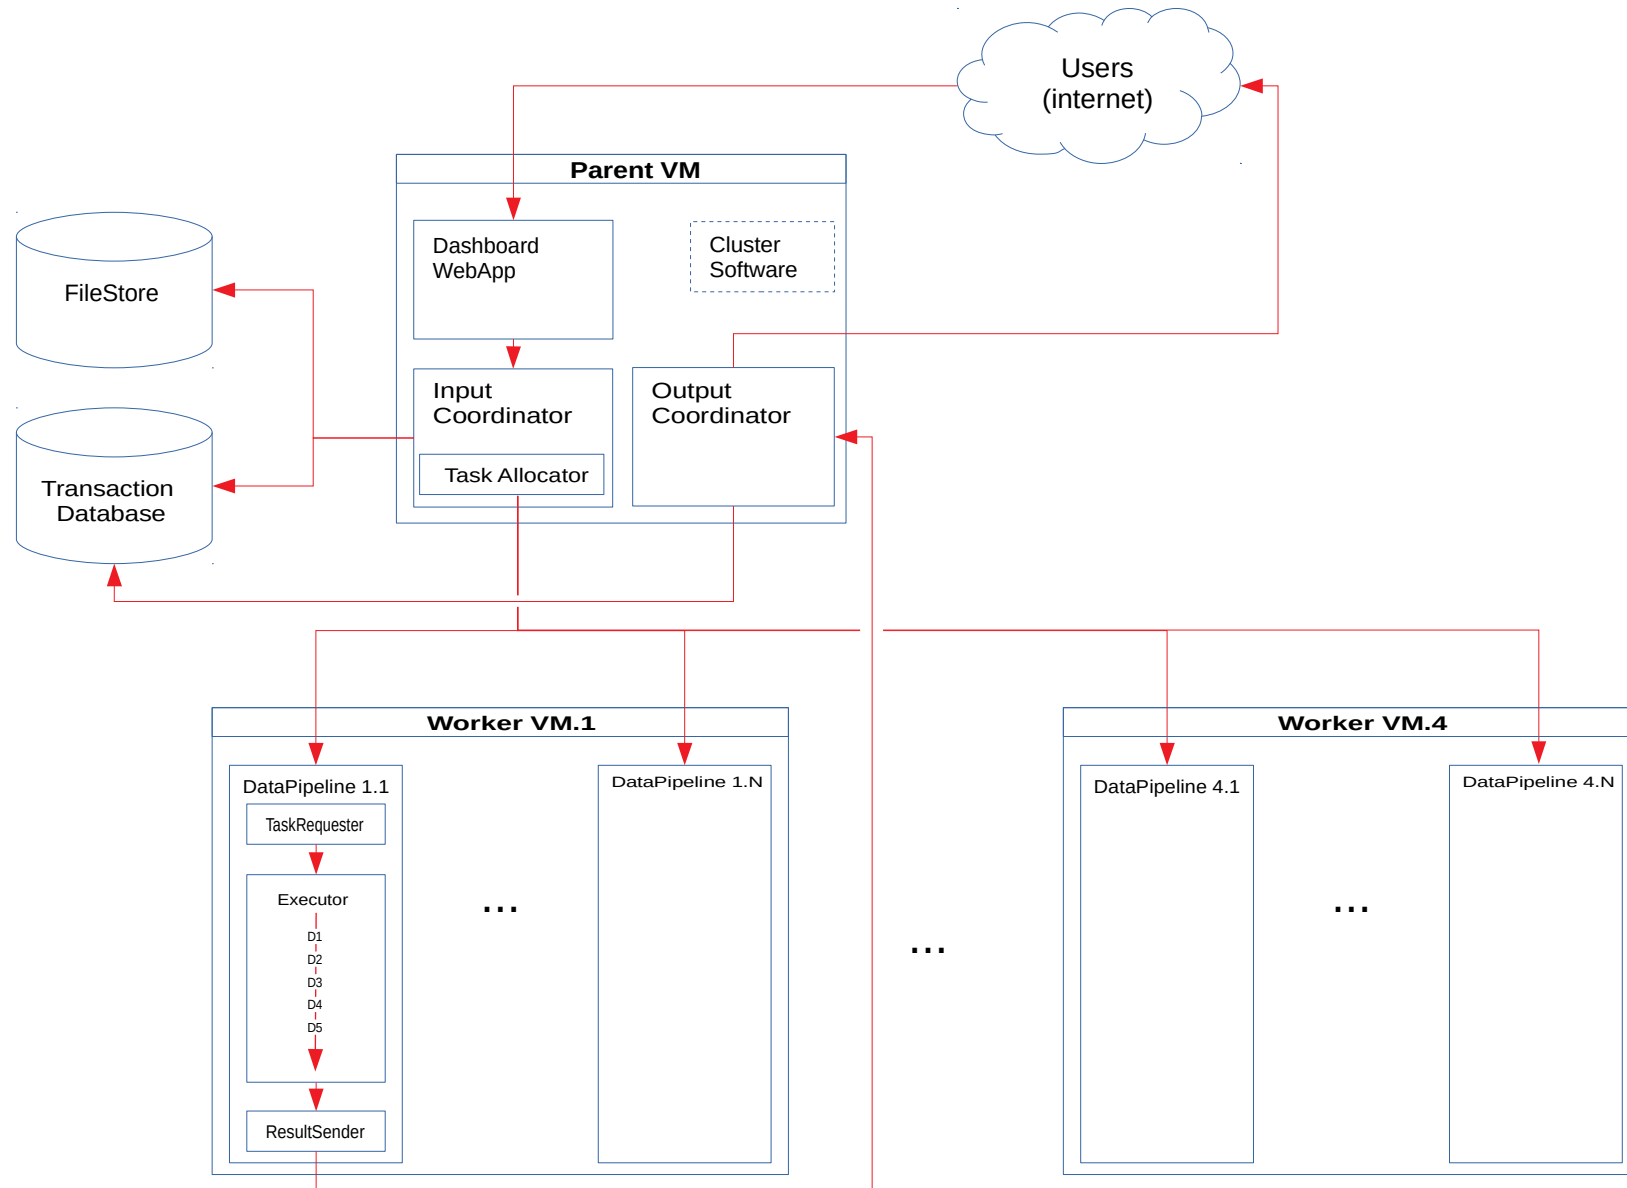 Users
(internet)
Parent VM
Dashboard
WebApp
Cluster
Software
FileStore
Input
Coordinator
Output
Coordinator
Task Allocator
Transaction
Database
Worker VM.1
Worker VM.4
DataPipeline 1.1
DataPipeline 1.N
DataPipeline 4.1
DataPipeline 4.N
TaskRequester
Executor
D1
D2
D3
D4
D5
...
...
...
ResultSender